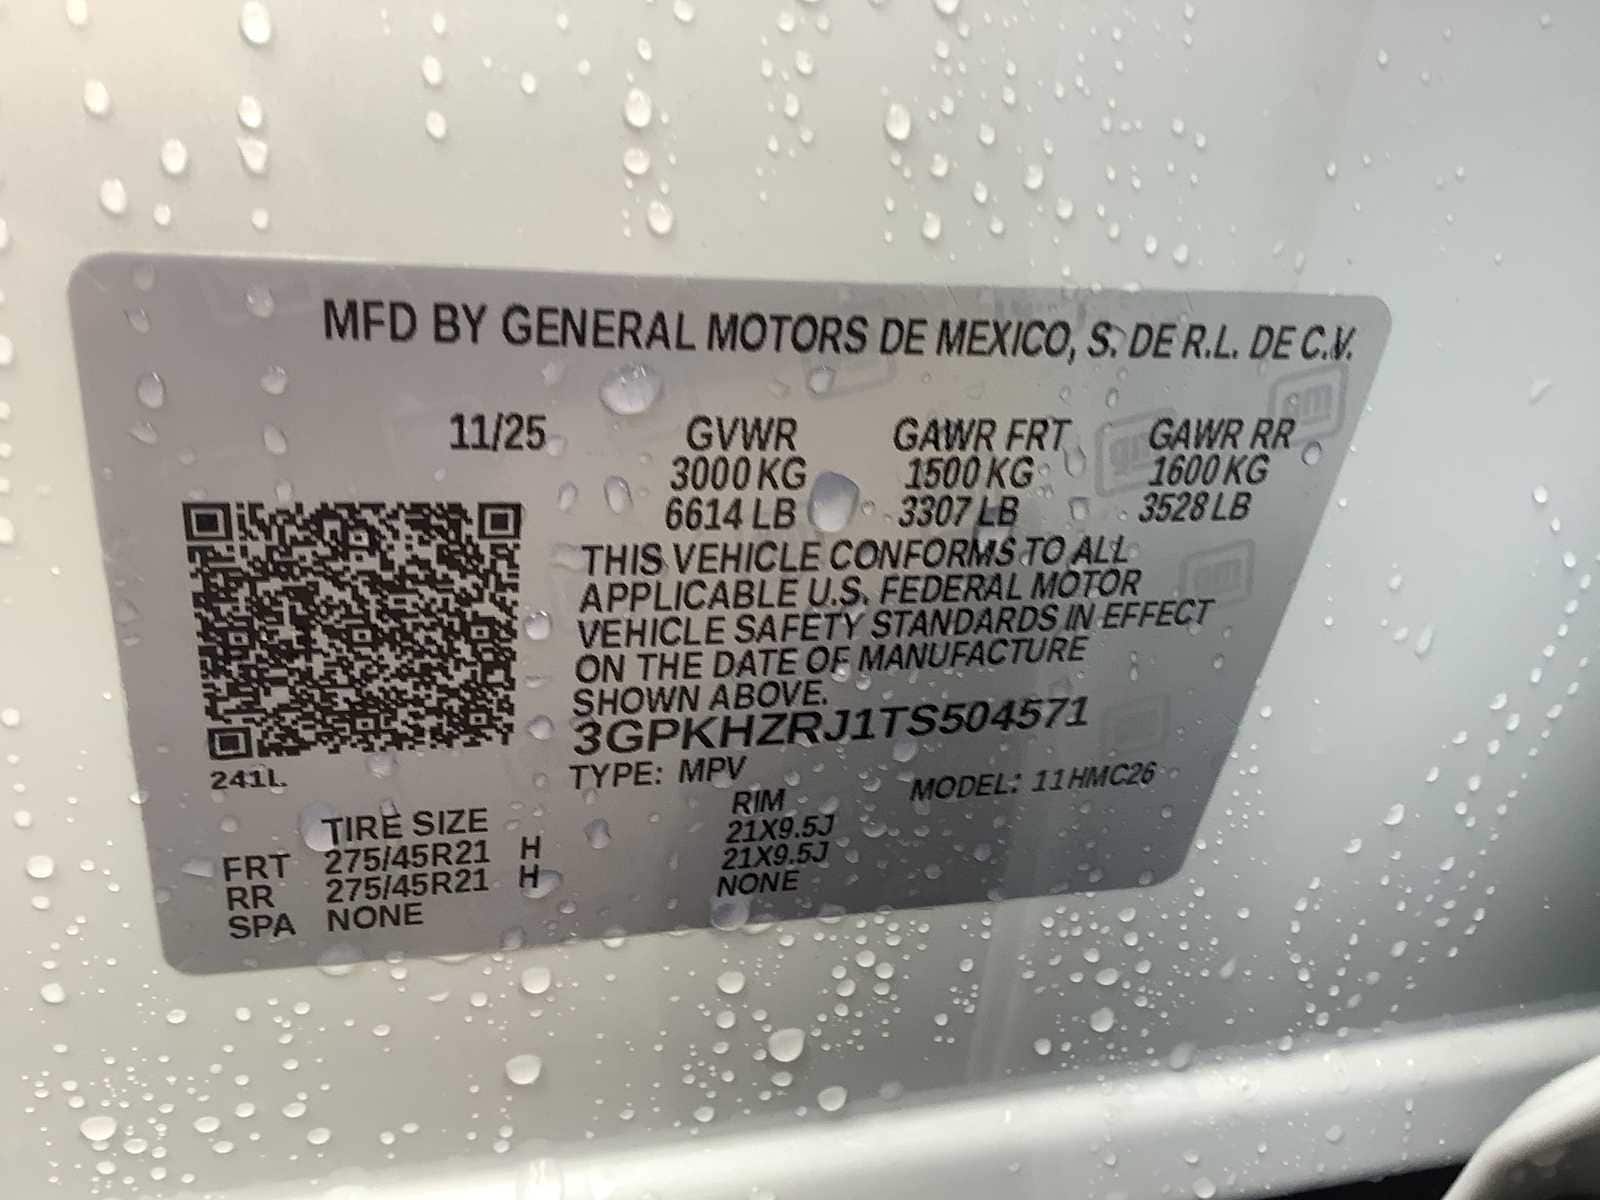 MFD BY GENERAL MOTORS DE MEXICO, S. DE R.L. DE C.V.
11/25 GVWR GAWR FRT GAWR RR
3000 KG 1500 KG 1600 KG
6614 LB 3307 LB 3528 LB
THIS VEHICLE CONFORMS TO ALL
APPLICABLE U.S. FEDERAL MOTOR
VEHICLE SAFETY STANDARDS IN EFFECT
ON THE DATE OF MANUFACTURE
SHOWN ABOVE.
3GPKHZRJ1TS504571
241L
TYPE: MPV MODEL: 11HMC26
TIRE SIZE RIM
FRT 275/45R21 H 21X9.5J
RR 275/45R21 H 21X9.5J
SPA NONE NONE
gm
gm
gm